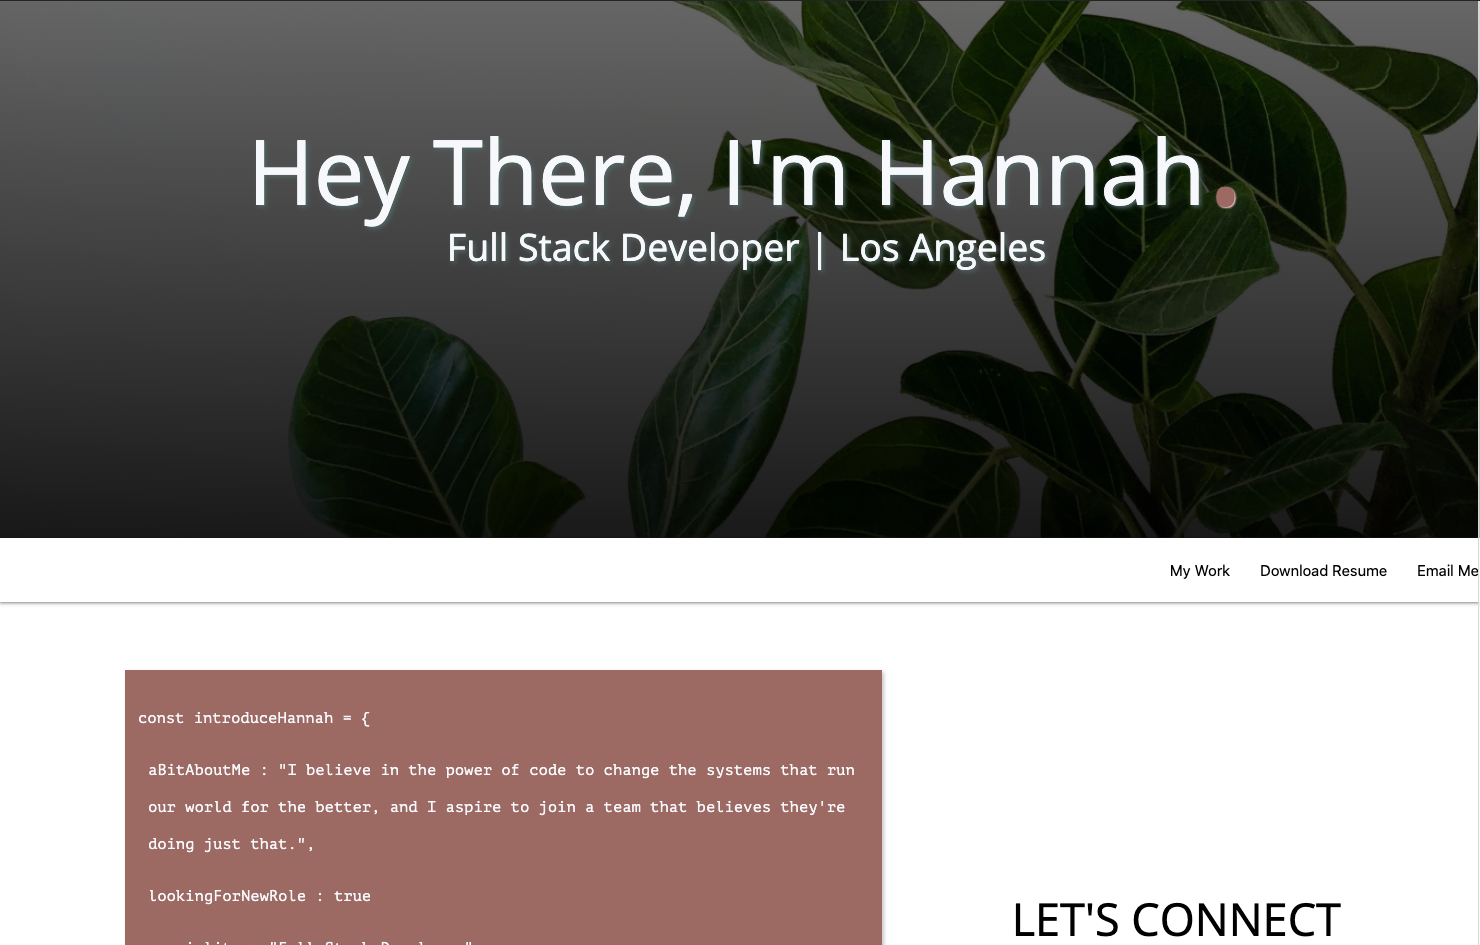 Hey There, I'm Hannah.
Full Stack Developer | Los Angeles
My Work Download Resume Email Me
const introduceHannah = {
aBitAboutMe : "I believe in the power of code to change the systems that run
our world for the better, and I aspire to join a team that believes they're
doing just that.",
lookingForNewRole : true
LET'S CONNECT